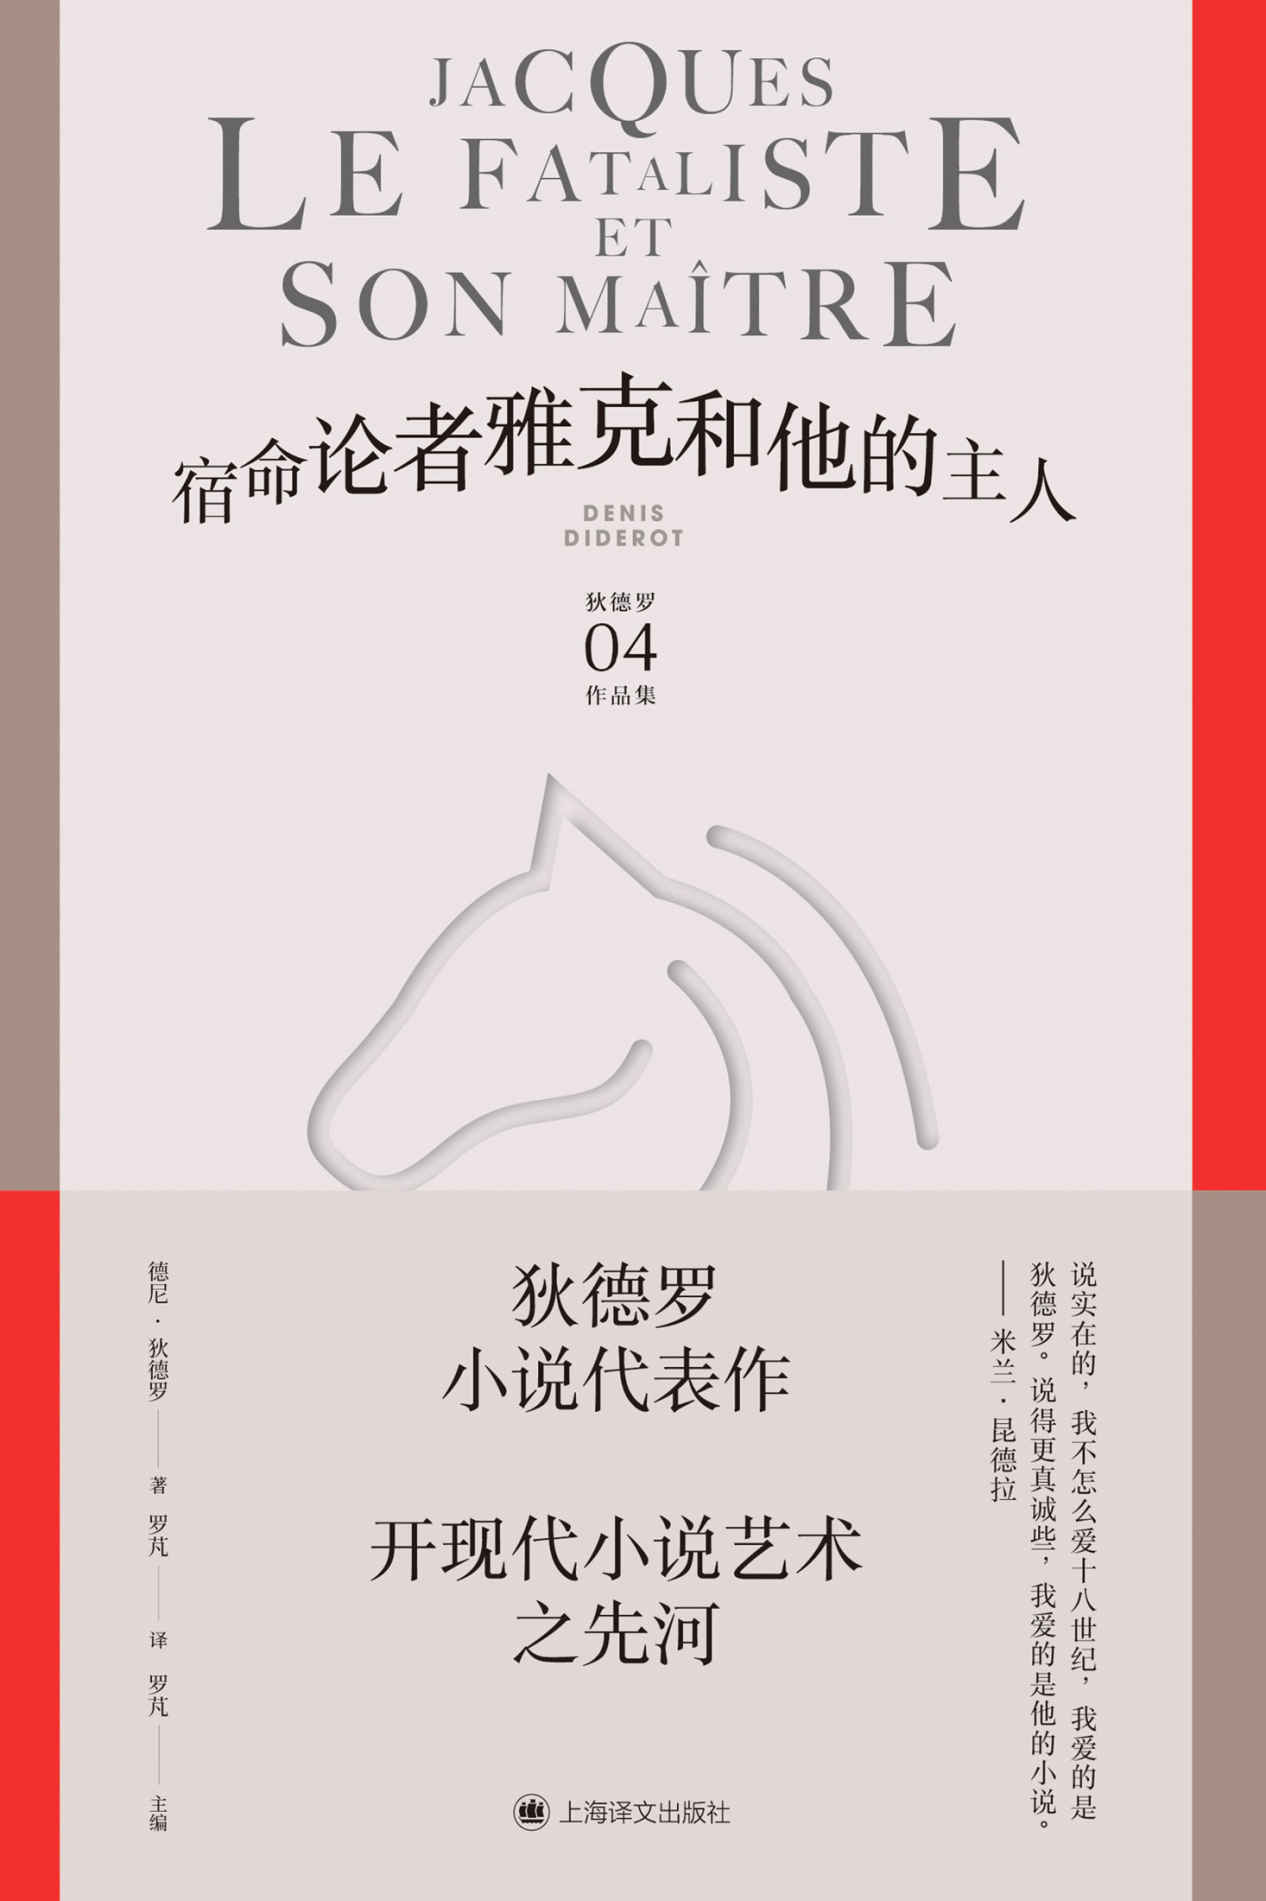 JACQUES
LE FATALISTE
ET
SON MAÎTRE
宿命论者雅克和他的主人
DENIS
DIDEROT
狄德罗
04
作品集
狄德罗
小说代表作
开现代小说艺术
之先河
说实在的，我不怎么爱十八世纪，我爱的是
狄德罗。说得更真诚些，我爱的是他的小说。
——米兰·昆德拉
德尼·狄德罗——著 罗芃——译 罗芃——主编
上海译文出版社